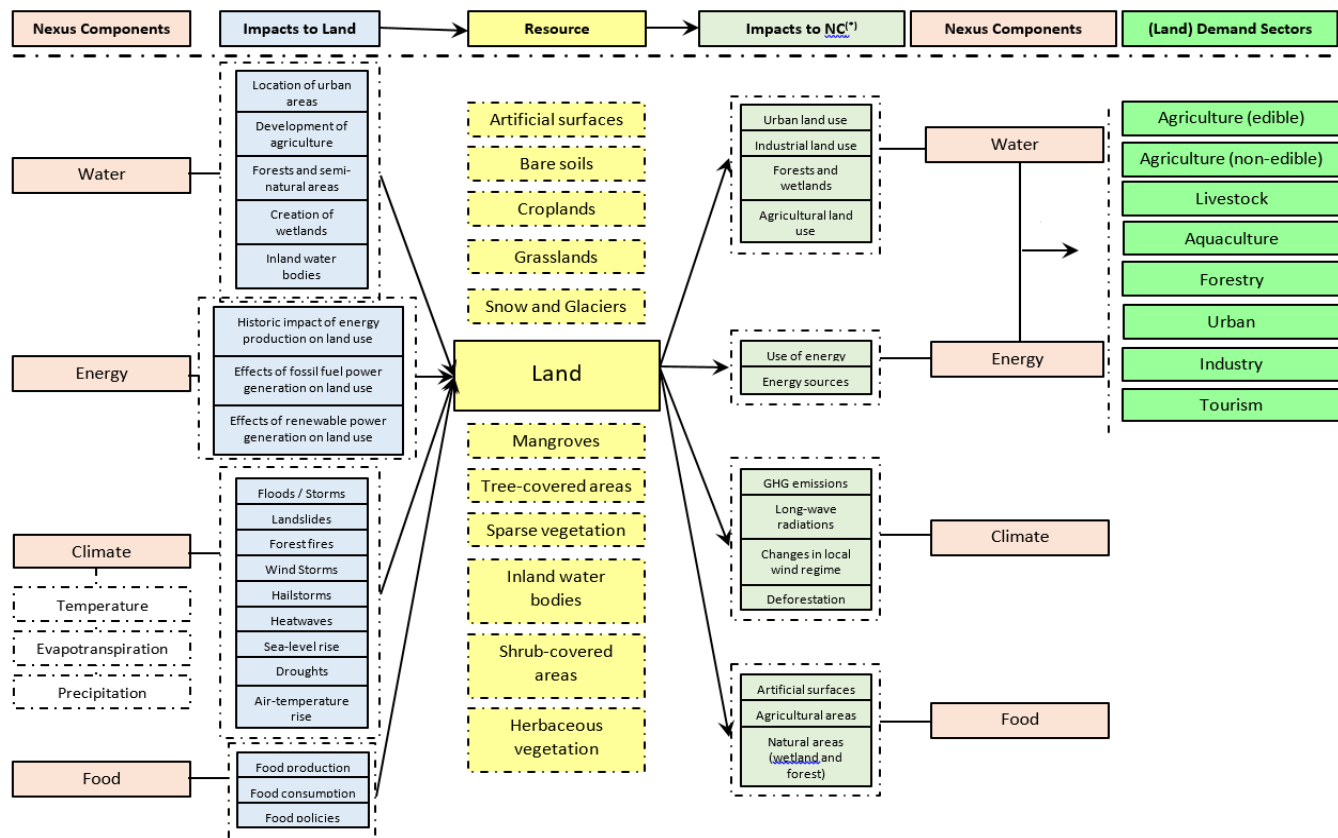 Nexus Components
Impacts to Land
Resource
Impacts to NC(*)
Nexus Components
(Land) Demand Sectors
Water
Energy
Climate
Temperature
Evapotranspiration
Precipitation
Food
Location of urban
areas
Development of
agriculture
Forests and semi-
natural areas
Creation of
wetlands
Inland water
bodies
Historic impact of energy
production on land use
Effects of fossil fuel power
generation on land use
Effects of renewable power
generation on land use
Floods / Storms
Landslides
Forest fires
Wind Storms
Hailstorms
Heatwaves
Sea-level rise
Droughts
Air-temperature
rise
Food production
Food consumption
Food policies
Artificial surfaces
Bare soils
Croplands
Grasslands
Snow and Glaciers
Land
Mangroves
Tree-covered areas
Sparse vegetation
Inland water
bodies
Shrub-covered
areas
Herbaceous
vegetation
Urban land use
Industrial land use
Forests and
wetlands
Agricultural land
use
Use of energy
Energy sources
GHG emissions
Long-wave
radiations
Changes in local
wind regime
Deforestation
Artificial surfaces
Agricultural areas
Natural areas
(wetland and
forest)
Water
Energy
Climate
Food
Agriculture (edible)
Agriculture (non-edible)
Livestock
Aquaculture
Forestry
Urban
Industry
Tourism